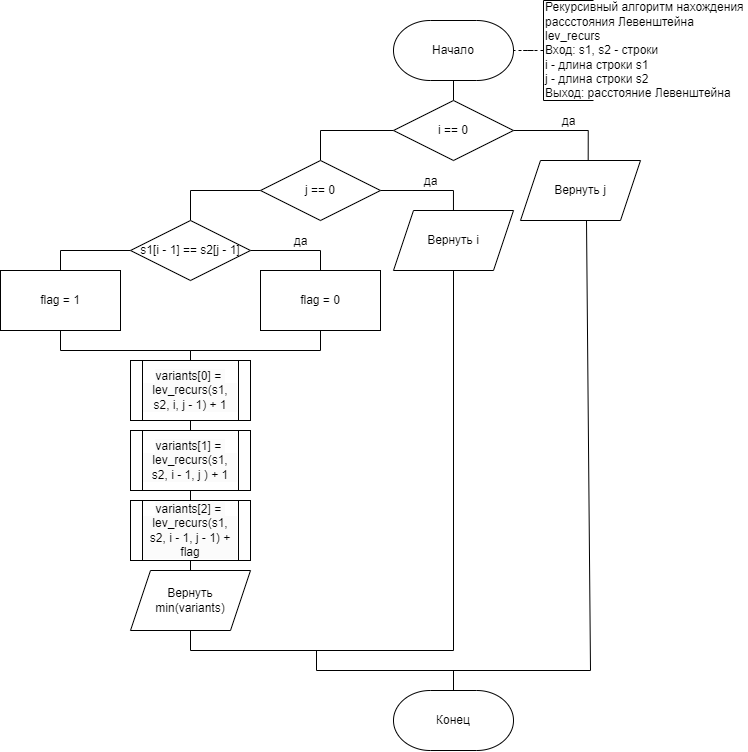 Рекурсивный алгоритм нахождения
рассстояния Левенштейна
lev_recurs
Вход: s1, s2 - строки
i - длина строки s1
j - длина строки s2
Выход: расстояние Левенштейна
Начало
i == 0
да
Вернуть j
j == 0
да
Вернуть i
s1[i - 1] == s2[j - 1]
да
flag = 1
flag = 0
variants[0] =
lev_recurs(s1,
s2, i, j - 1) + 1
variants[1] =
lev_recurs(s1,
s2, i - 1, j ) + 1
variants[2] =
lev_recurs(s1,
s2, i - 1, j - 1) +
flag
Вернуть
min(variants)
Конец